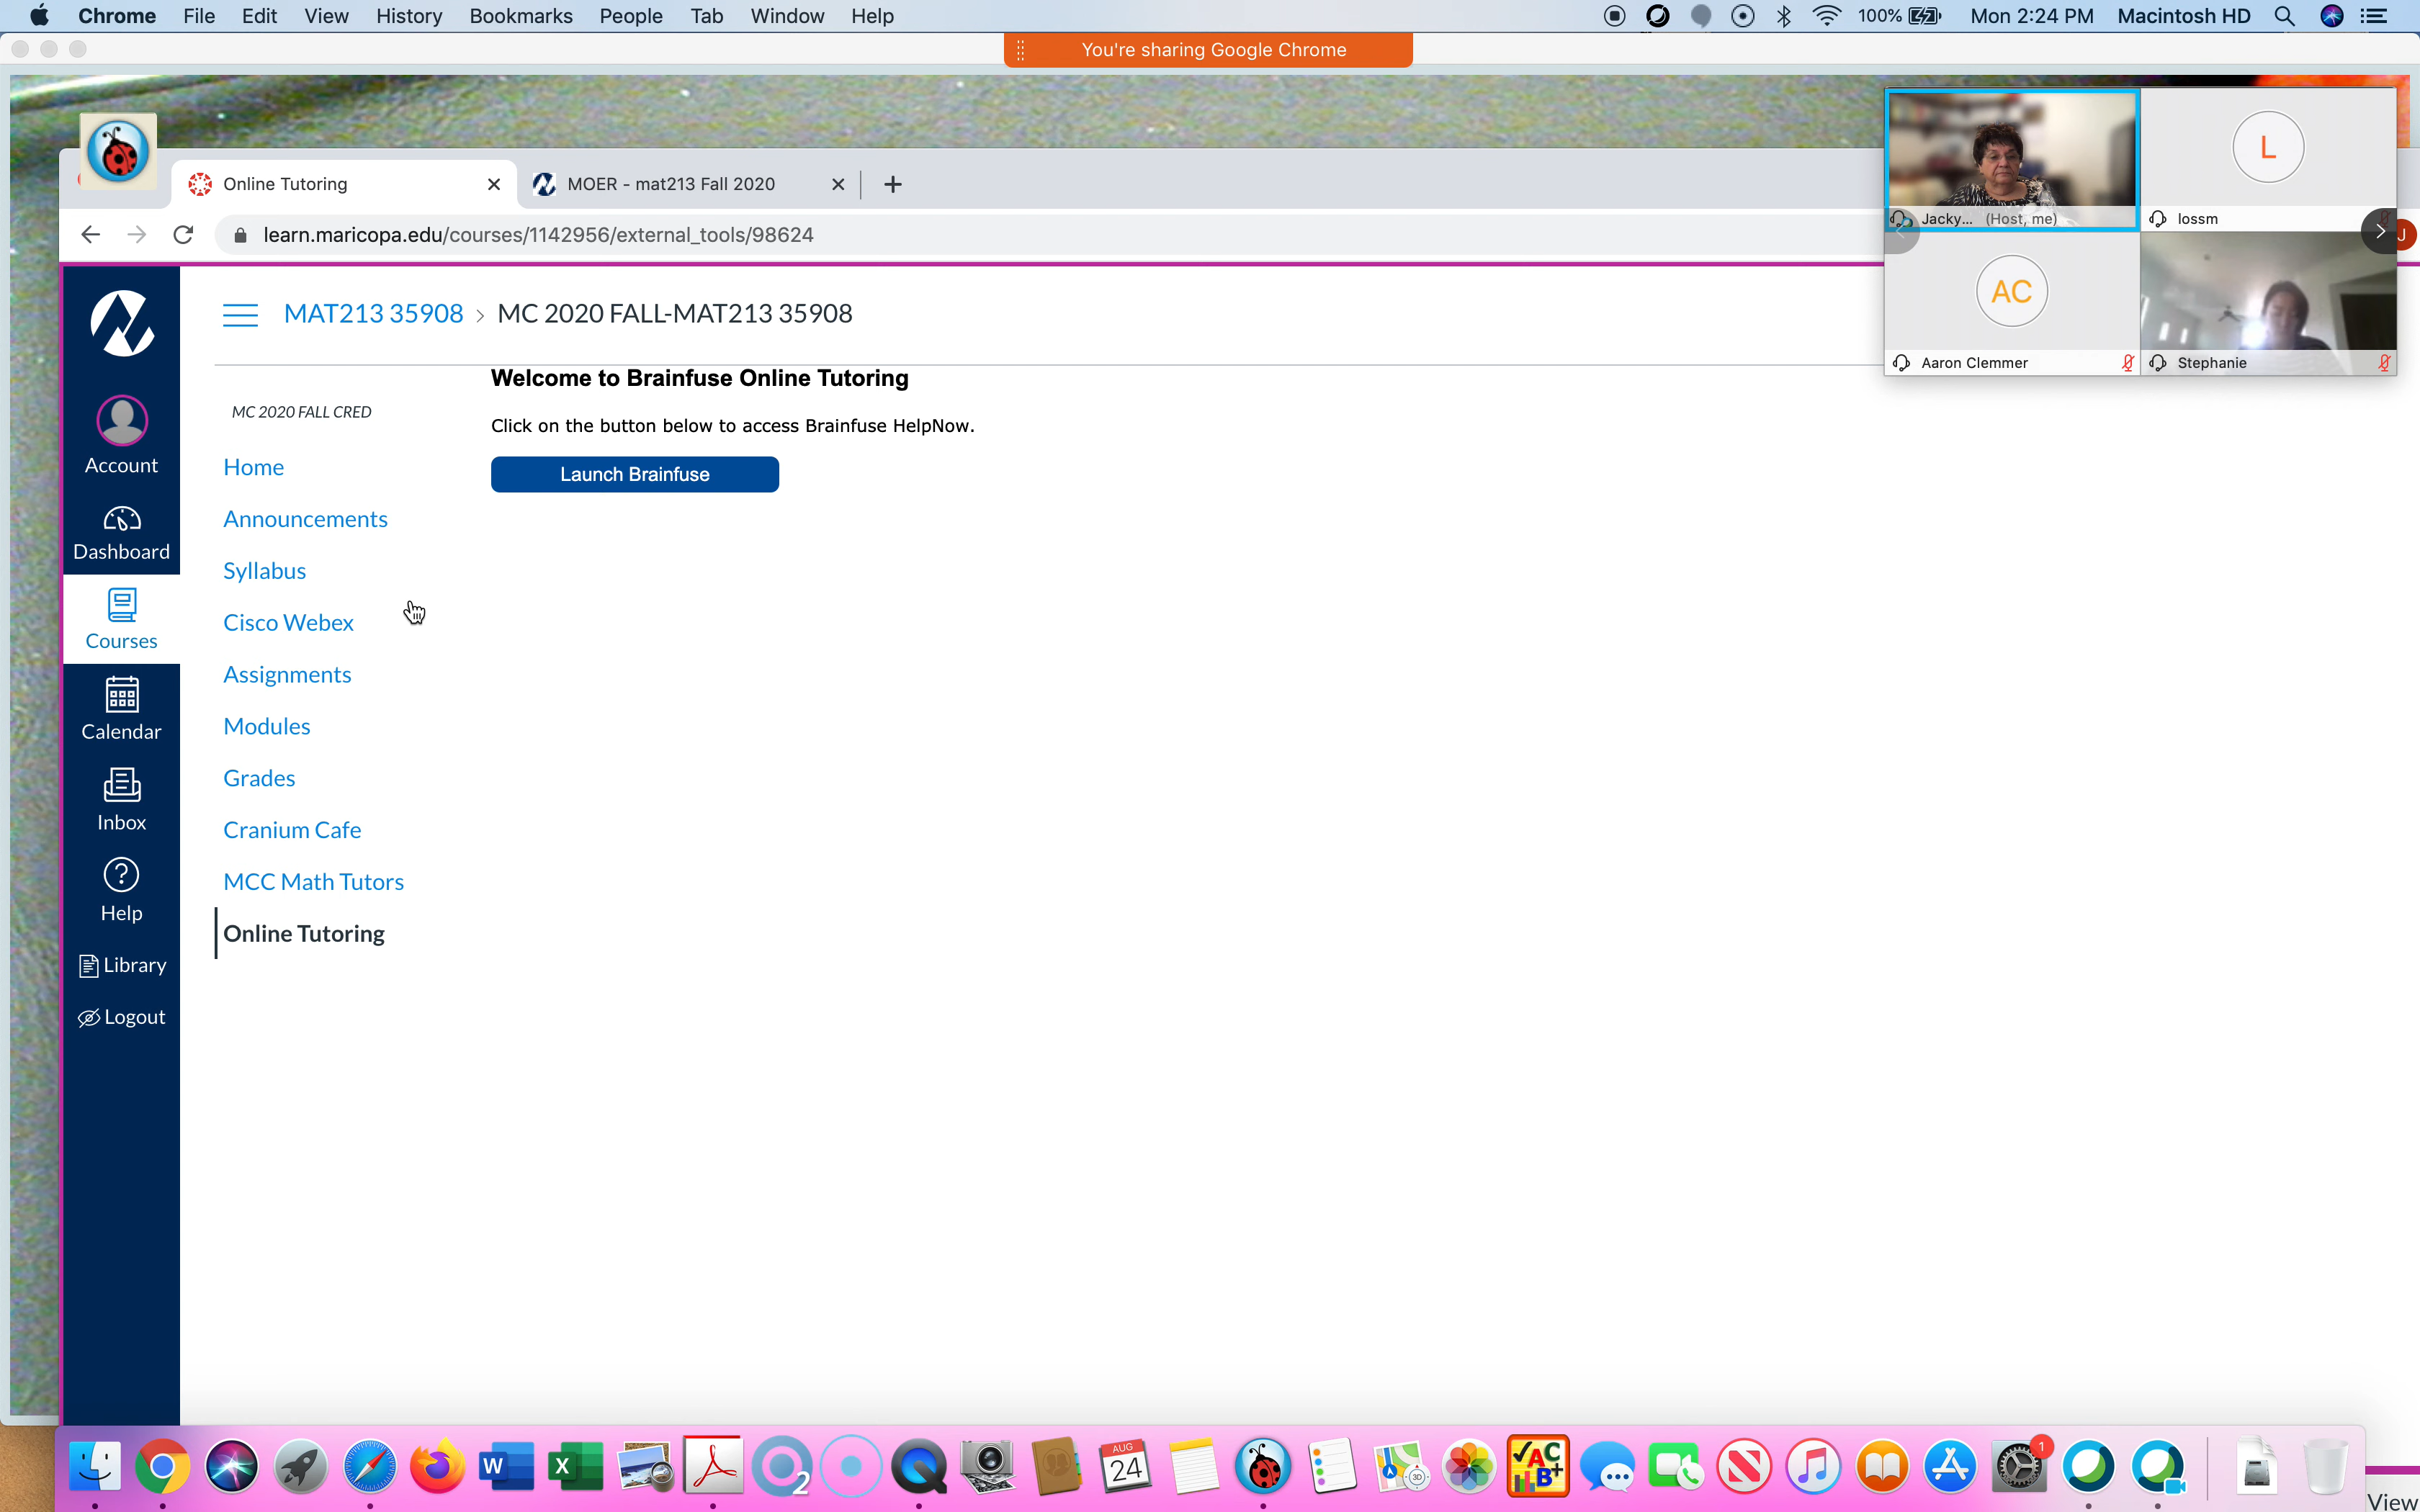 Chrome File Edit View History Bookmarks People Tab Window Help 100% Mon 2:24 PM Macintosh HD
You're sharing Google Chrome
Online Tutoring
MOER - mat213 Fall 2020
learn.maricopa.edu/courses/1142956/external_tools/98624
Jacky... (Host, me)
L
lossm
J
AC
Aaron Clemmer
Stephanie
MAT213 35908 > MC 2020 FALL-MAT213 35908
Account
Dashboard
Courses
Calendar
Inbox
Help
Library
Logout
MC 2020 FALL CRED
Home
Announcements
Syllabus
Cisco Webex
Assignments
Modules
Grades
Cranium Cafe
MCC Math Tutors
Online Tutoring
Welcome to Brainfuse Online Tutoring
Click on the button below to access Brainfuse HelpNow.
Launch Brainfuse
W
X
2
AUG
24
3D
AC
B+
1
View